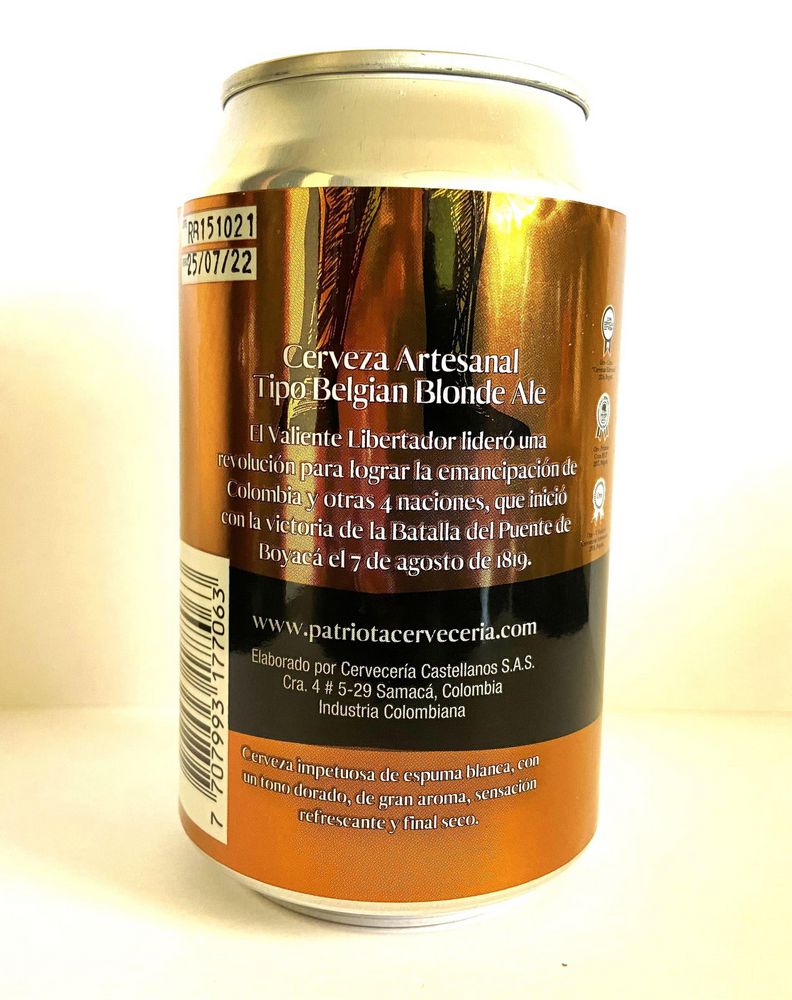 RR151021
25/07/22
Cerveza Artesanal
Tipo Belgian Blonde Ale
El Valiente Libertador lideró una
revolución para lograr la emancipación de
Colombia y otras 4 naciones, que inició
con la victoria de la Batalla del Puente de
Boyacá el 7 de agosto de 1819.
www.patriotacerveceria.com
Elaborado por Cervecería Castellanos S.A.S.
Cra. 4 # 5-29 Samacá, Colombia
Industria Colombiana
Cerveza impetuosa de espuma blanca, con
un tono dorado, de gran aroma, sensación
refrescante y final seco.
7 707993 177063